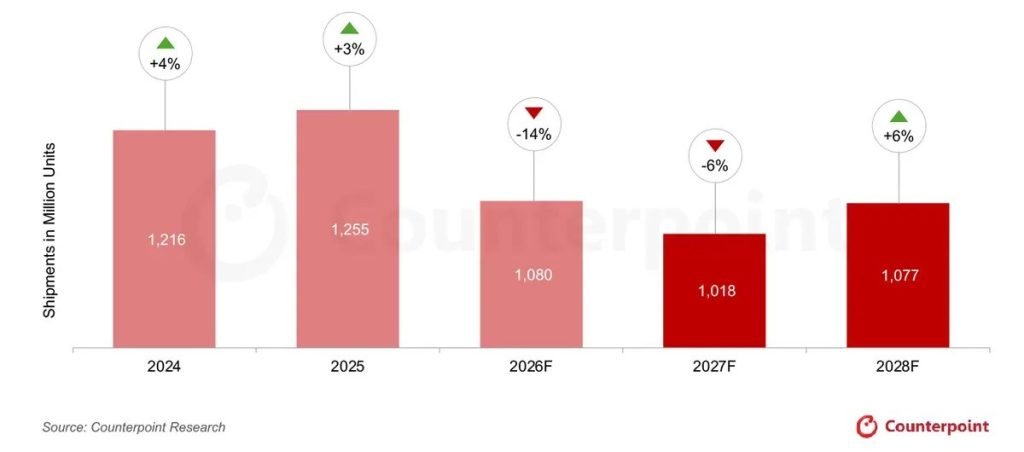 +4%
+3%
-14%
-6%
+6%
Shipments in Million Units
1,216
1,255
1,080
1,018
1,077
Counterpoint
2024
2025
2026F
2027F
2028F
Source: Counterpoint Research
Counterpoint